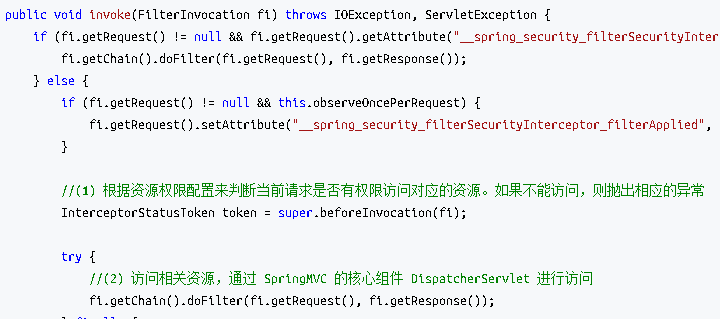 public void invoke(FilterInvocation fi) throws IOException, ServletException {
if (fi.getRequest() != null && fi.getRequest().getAttribute("__spring_security_filterSecurityInter
fi.getChain().doFilter(fi.getRequest(), fi.getResponse());
} else {
if (fi.getRequest() != null && this.observeOncePerRequest) {
fi.getRequest().setAttribute("__spring_security_filterSecurityInterceptor_filterApplied",
}
//(1) 根据资源权限配置来判断当前请求是否有权限访问对应的资源。如果不能访问，则抛出相应的异常
InterceptorStatusToken token = super.beforeInvocation(fi);
try {
//(2) 访问相关资源，通过 SpringMVC 的核心组件 DispatcherServlet 进行访问
fi.getChain().doFilter(fi.getRequest(), fi.getResponse());